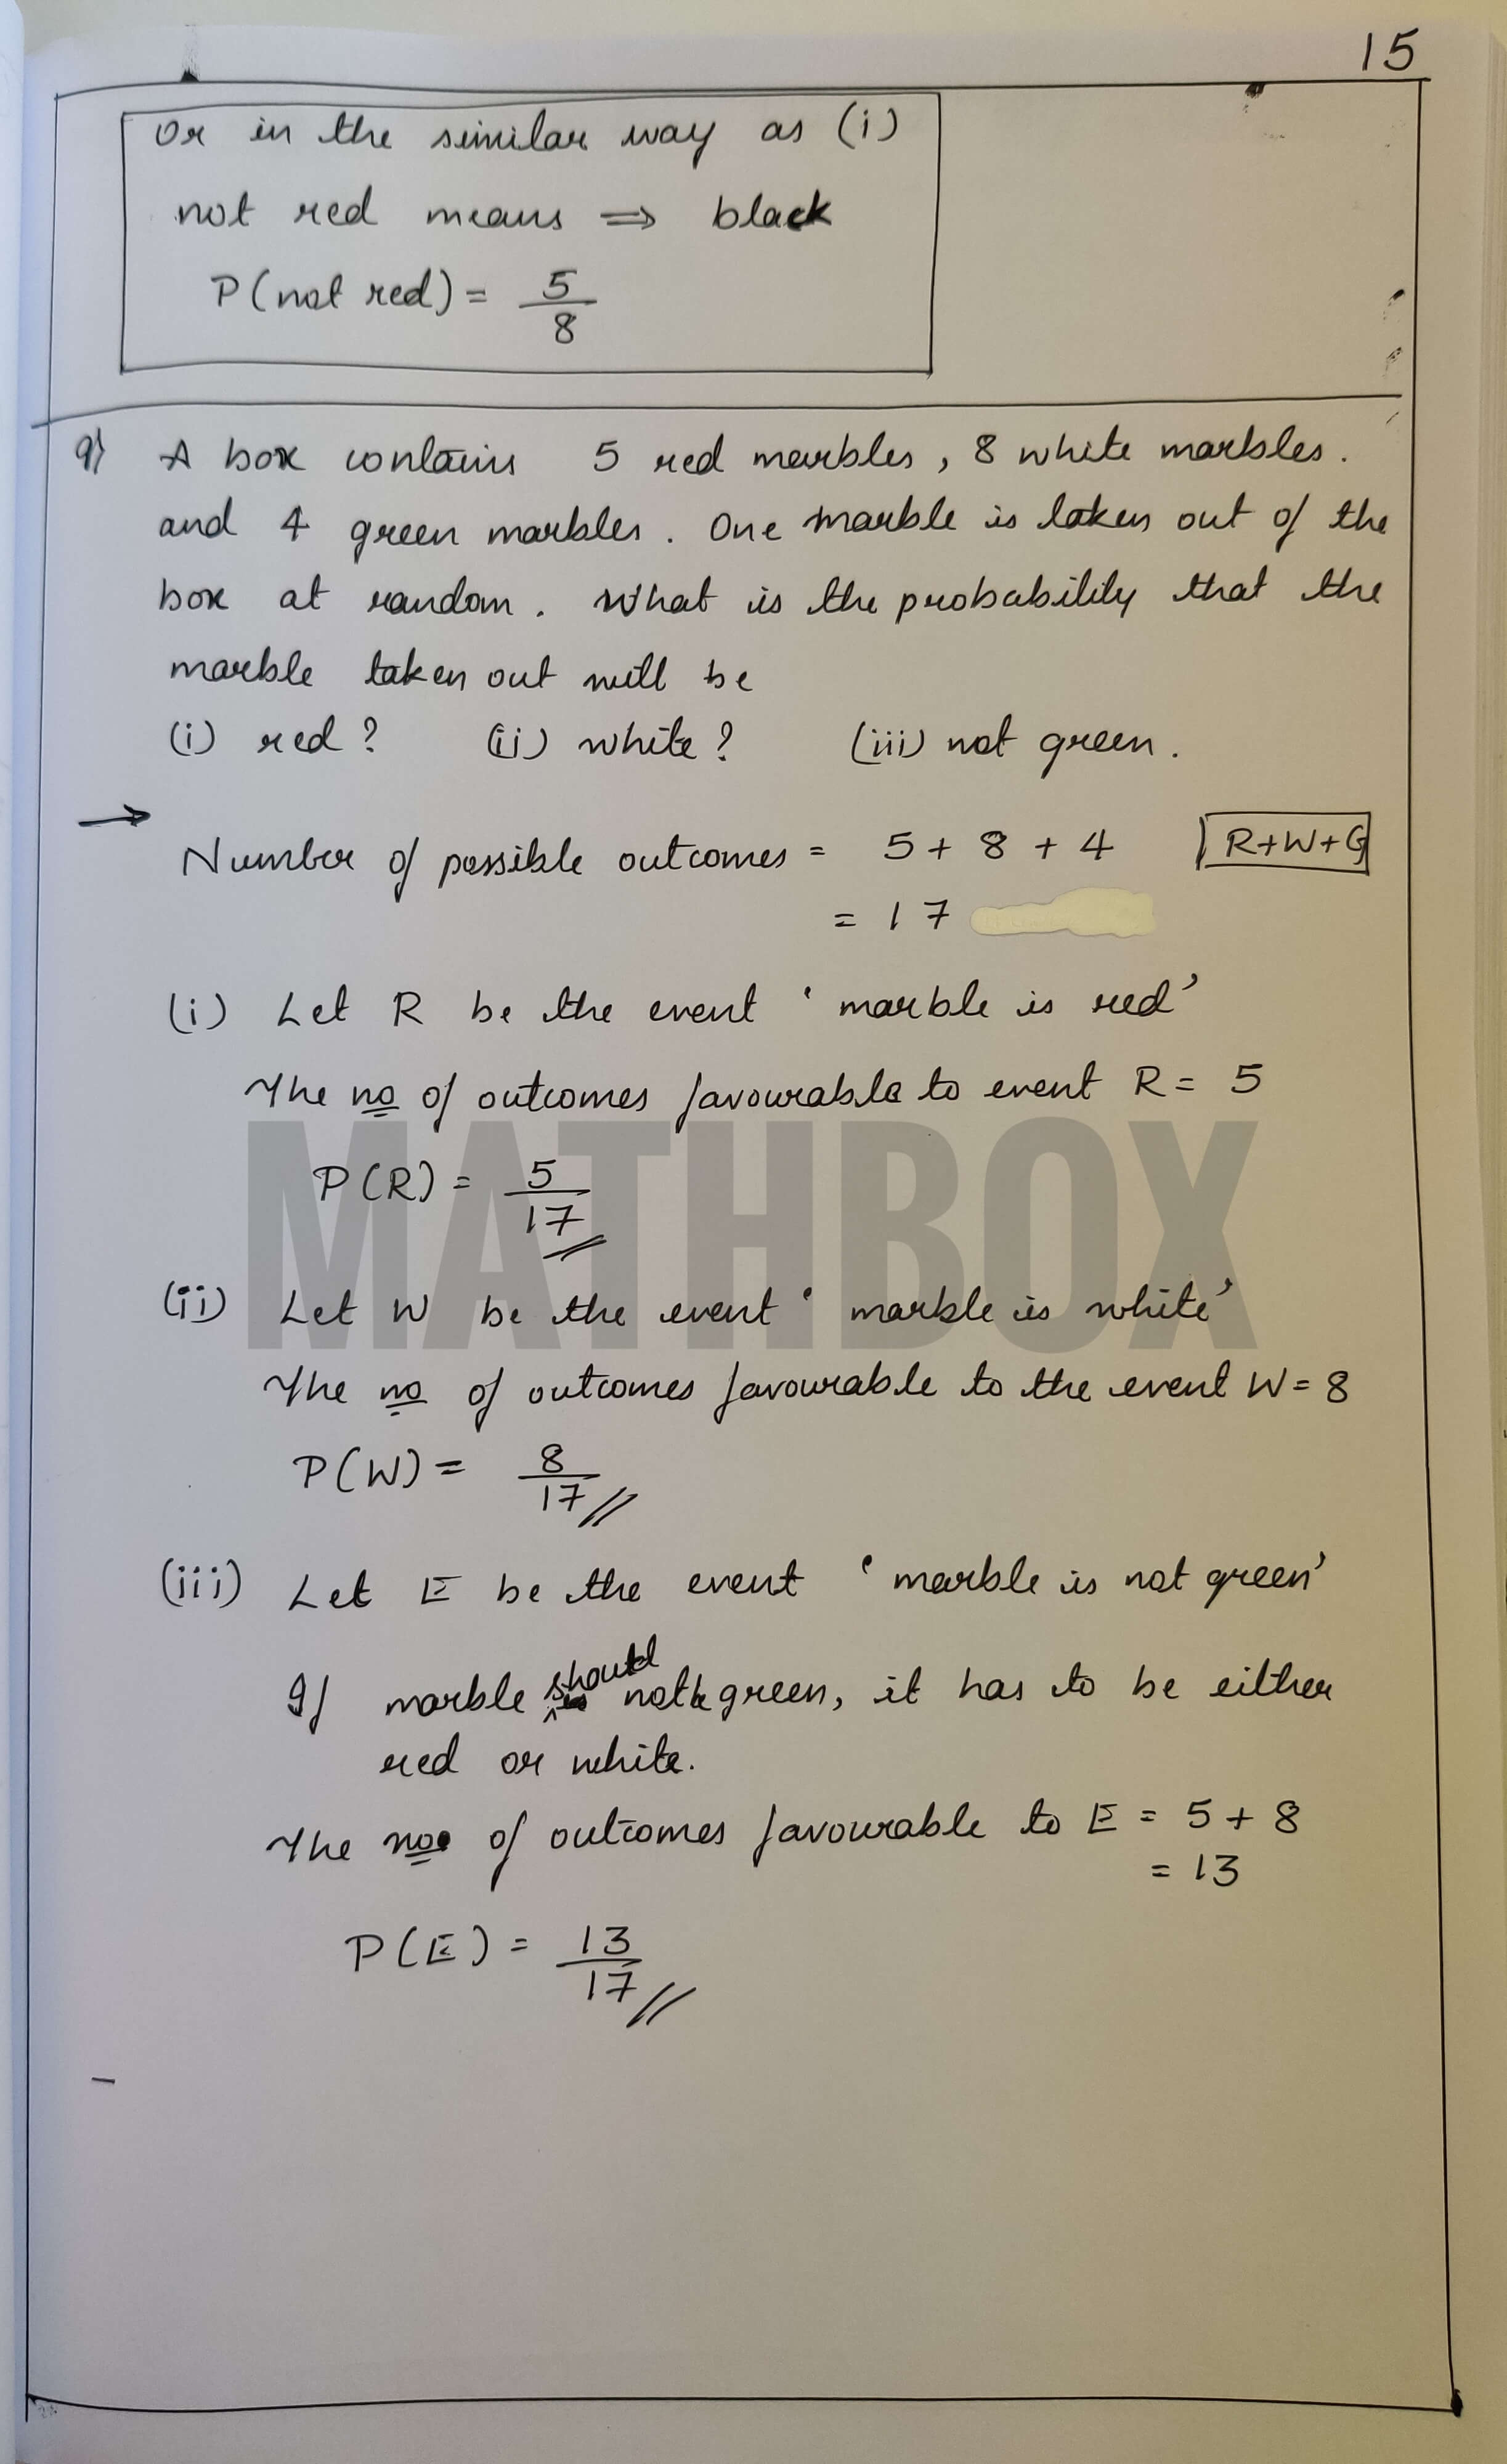 15
Or in the similar way as (i)
not red means ⇒ black
P(not red) = 5/8
9) A box contains 5 red marbles, 8 white marbles.
and 4 green marbles. One marble is taken out of the
box at random. What is the probability that the
marble taken out will be
(i) red? (ii) white? (iii) not green.
→ Number of possible outcomes = 5 + 8 + 4 R+W+G
= 17
(i) Let R be the event ‘marble is red’
The no of outcomes favourable to event R = 5
P(R) = 5/17
MATHBOX
(ii) Let W be the event ‘marble is white’
The no of outcomes favourable to the event W = 8
P(W) = 8/17
(iii) Let E be the event ‘marble is not green’
If marble should not be green, it has to be either
red or white.
The no of outcomes favourable to E = 5 + 8
= 13
P(E) = 13/17